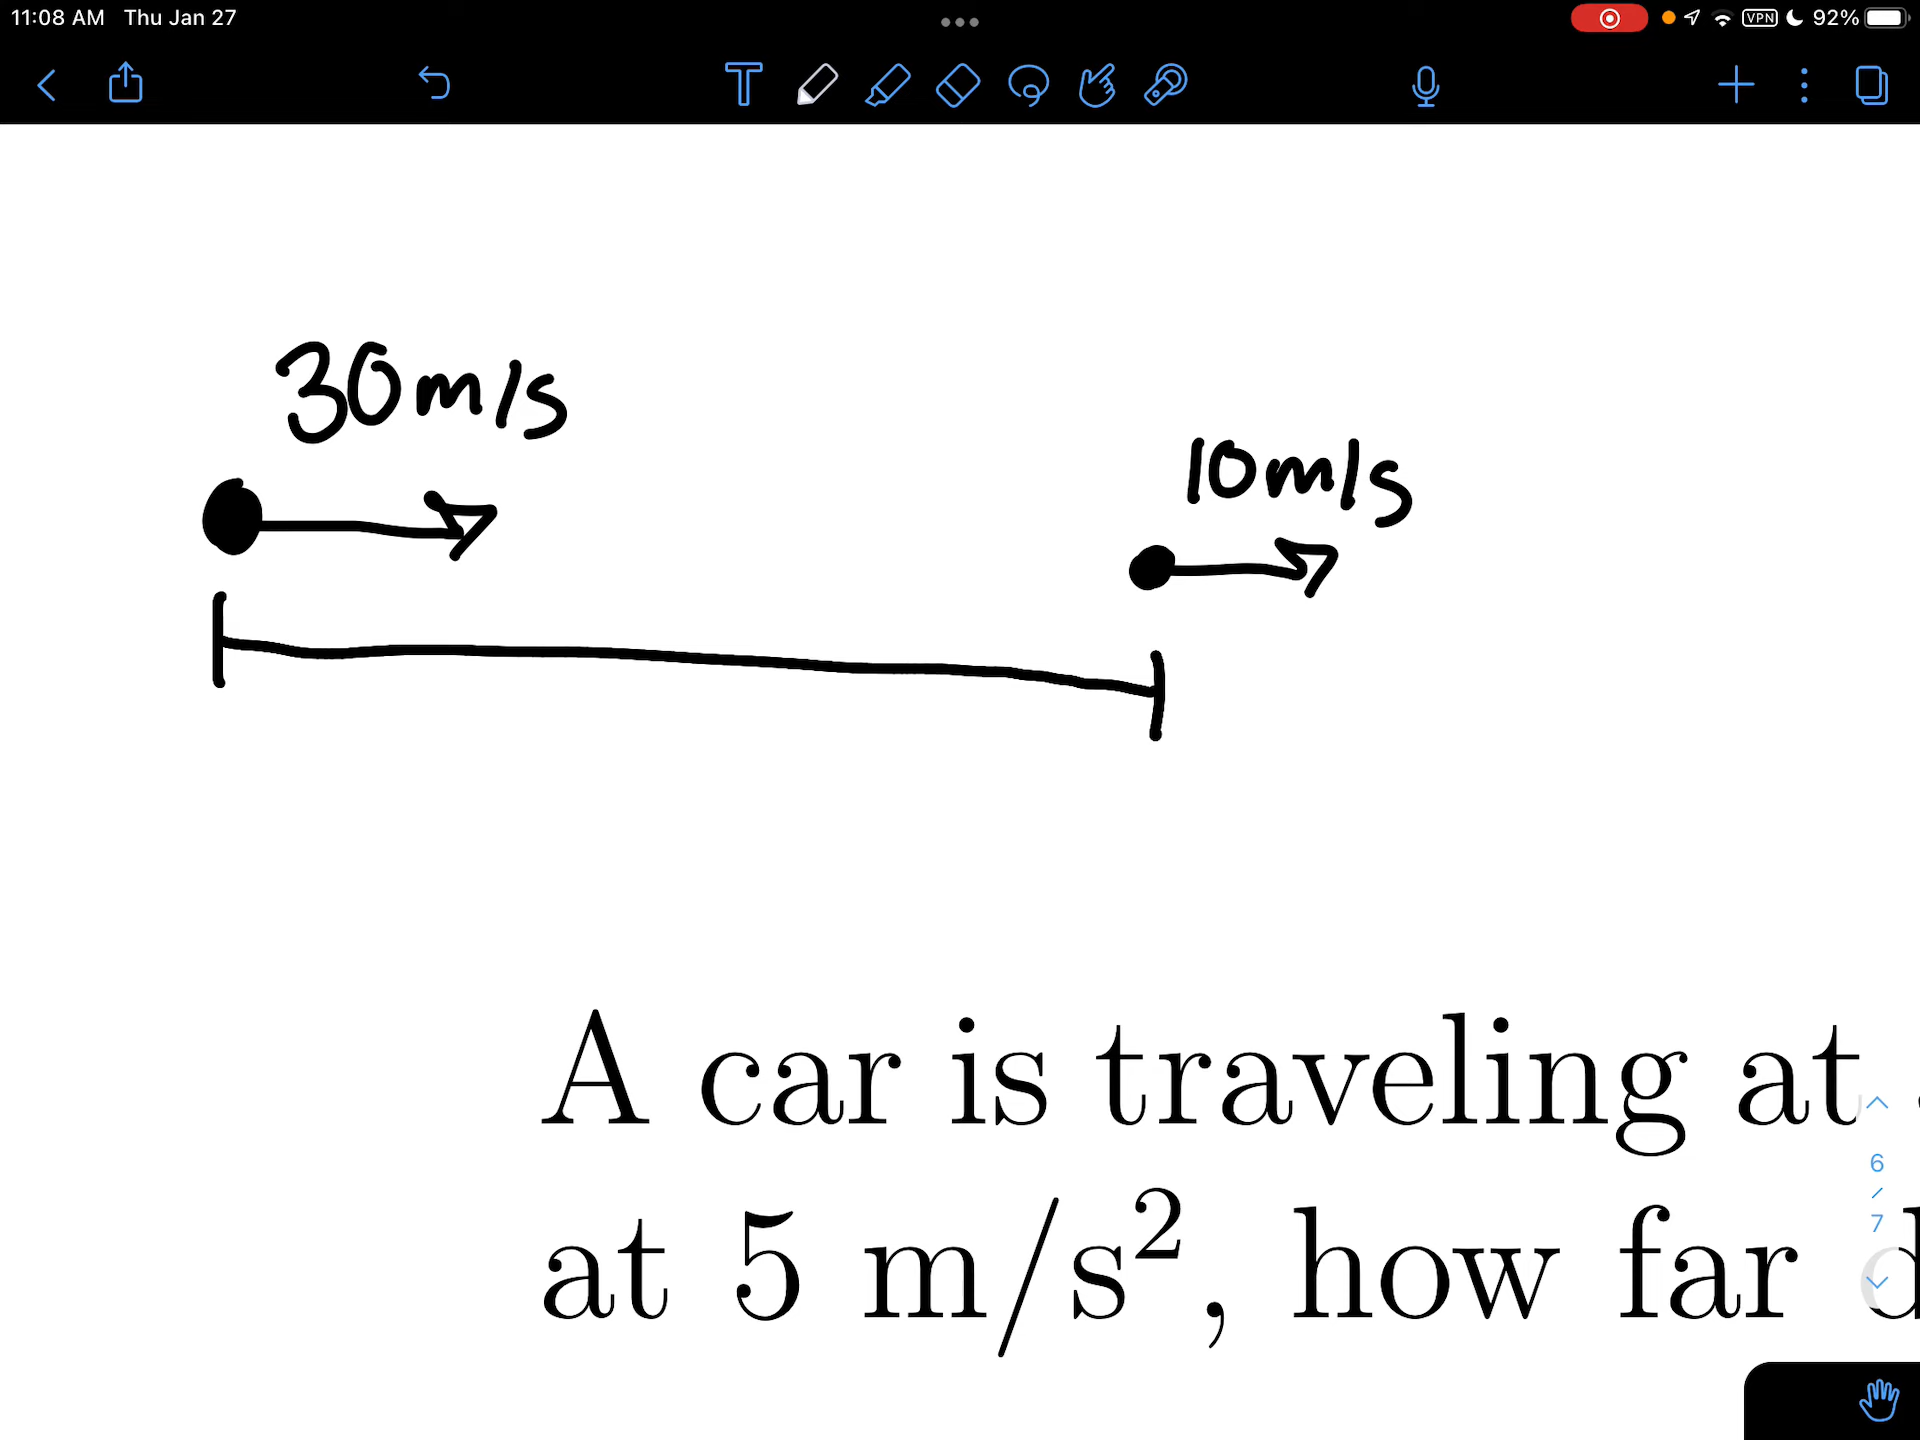 11:08 AM Thu Jan 27
VPN 92%
T
30m/s
10m/s
A car is traveling at
at 5 m/s², how far d
6
/
7